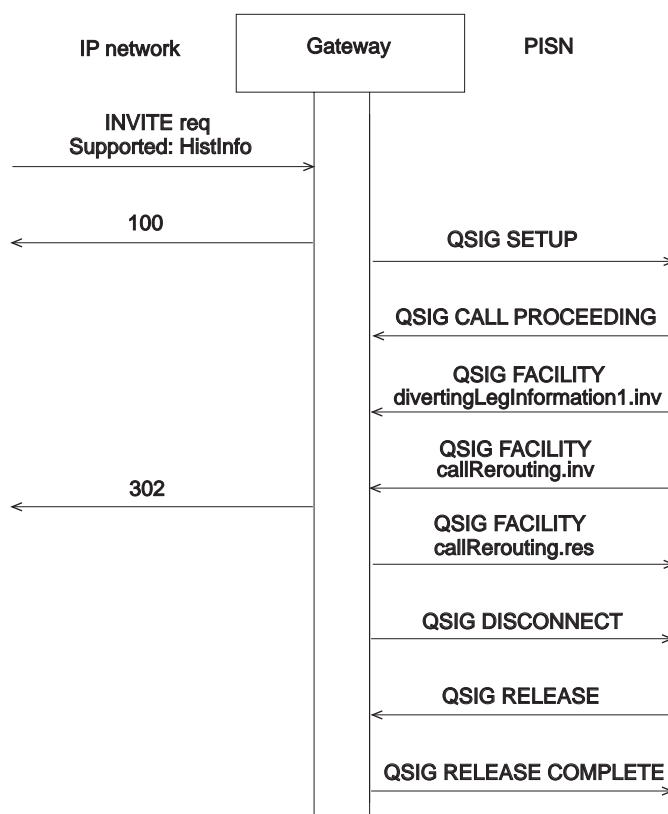 IP network
Gateway
PISN
INVITE req
Supported: HistInfo
100
QSIG SETUP
QSIG CALL PROCEEDING
QSIG FACILITY
divertingLegInformation1.inv
QSIG FACILITY
callRerouting.inv
302
QSIG FACILITY
callRerouting.res
QSIG DISCONNECT
QSIG RELEASE
QSIG RELEASE COMPLETE